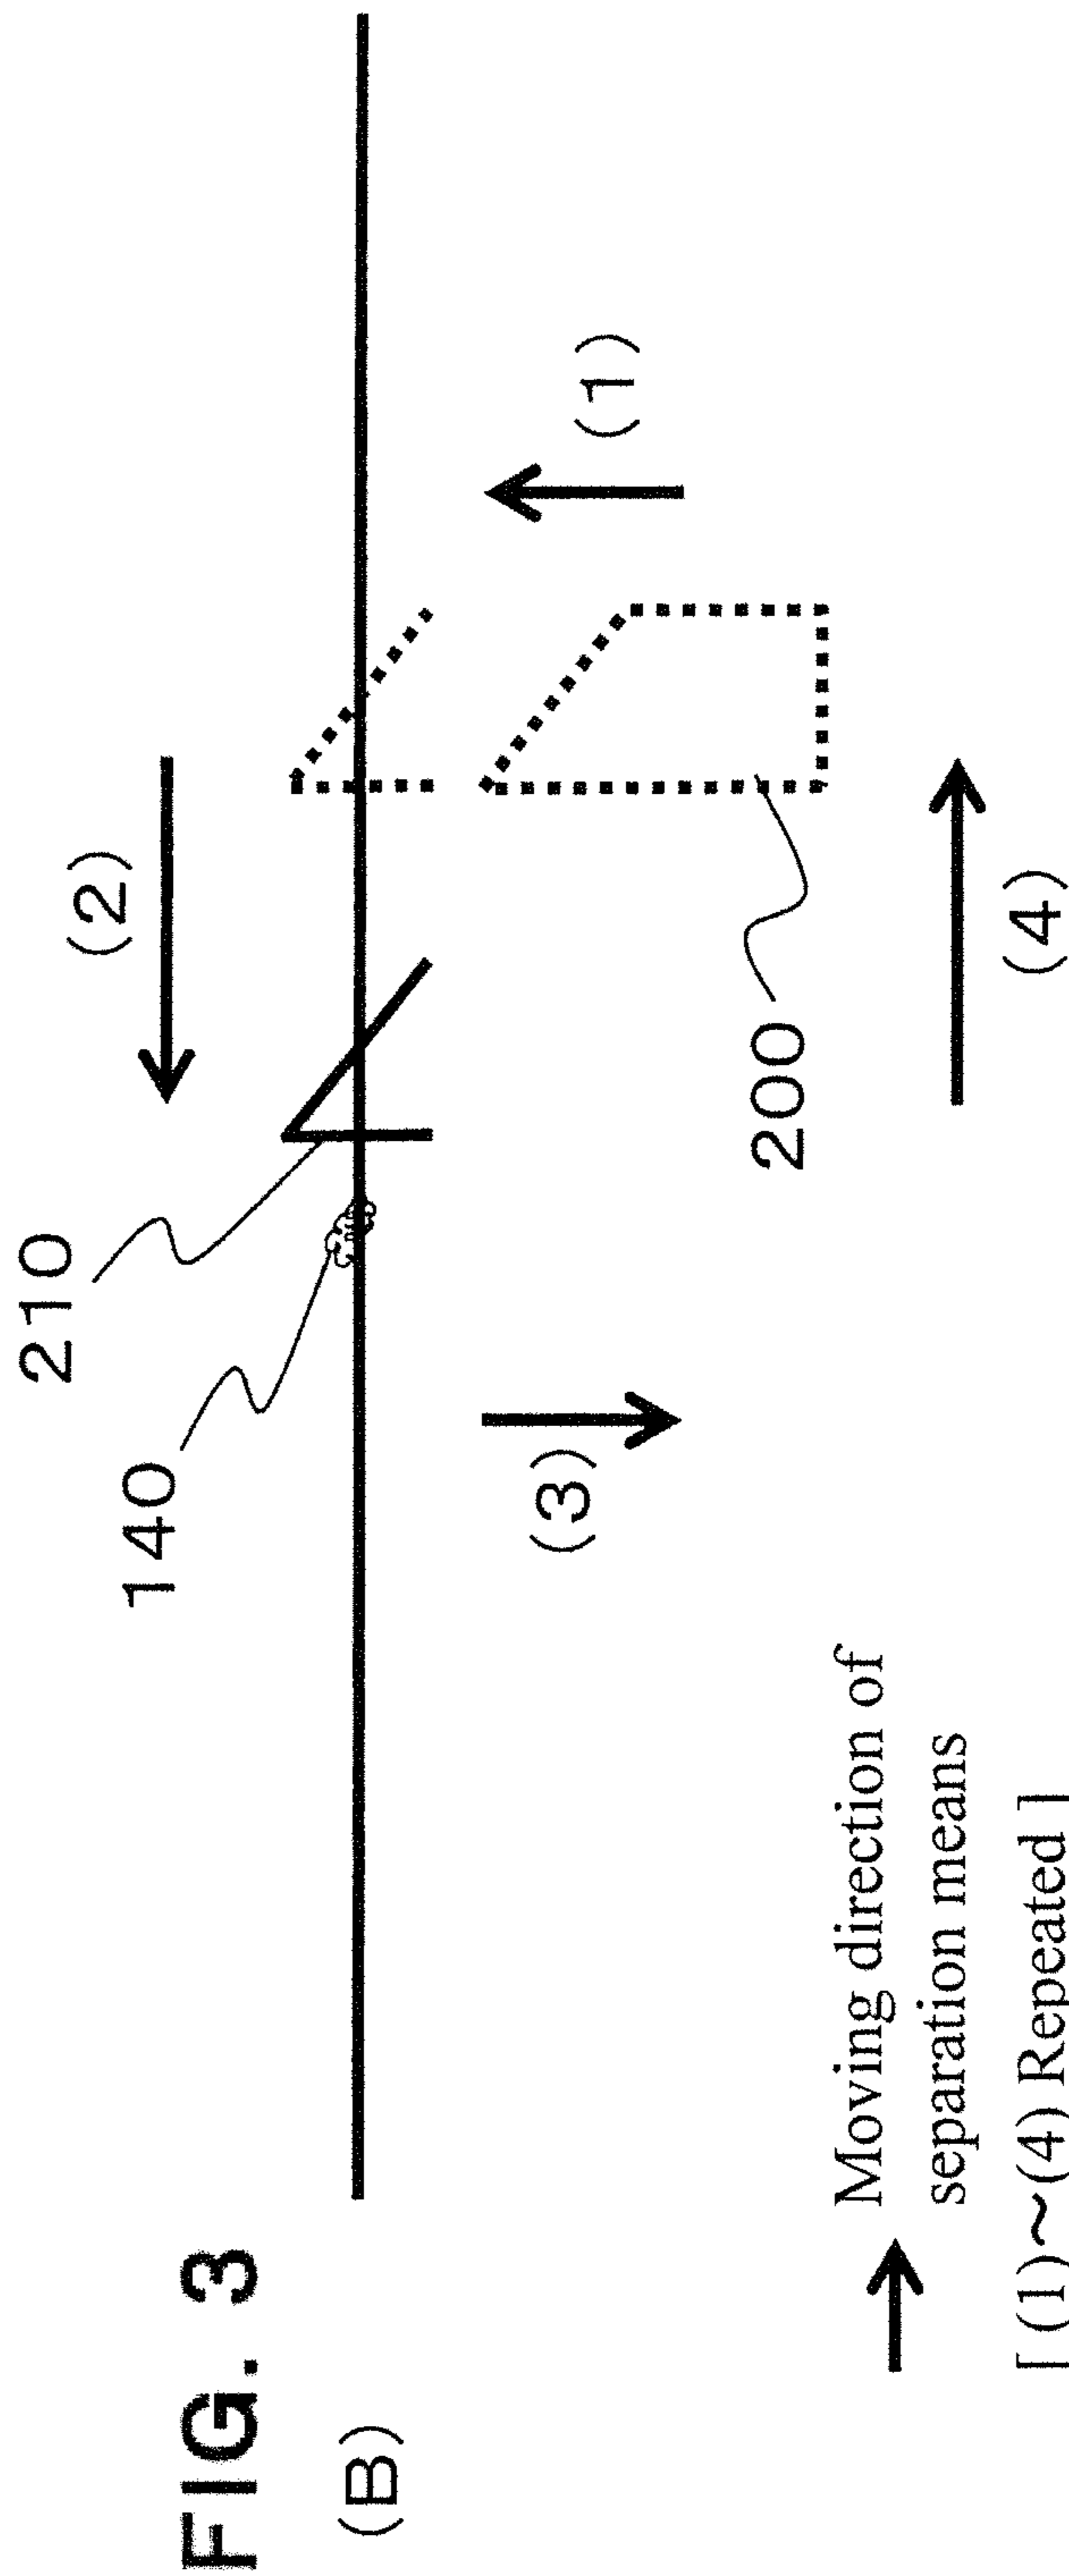 FIG. 3
(B)
210
(2)
140
(3)
(1)
200
(4)
Moving direction of
separation means
[ (1)~(4) Repeated ]